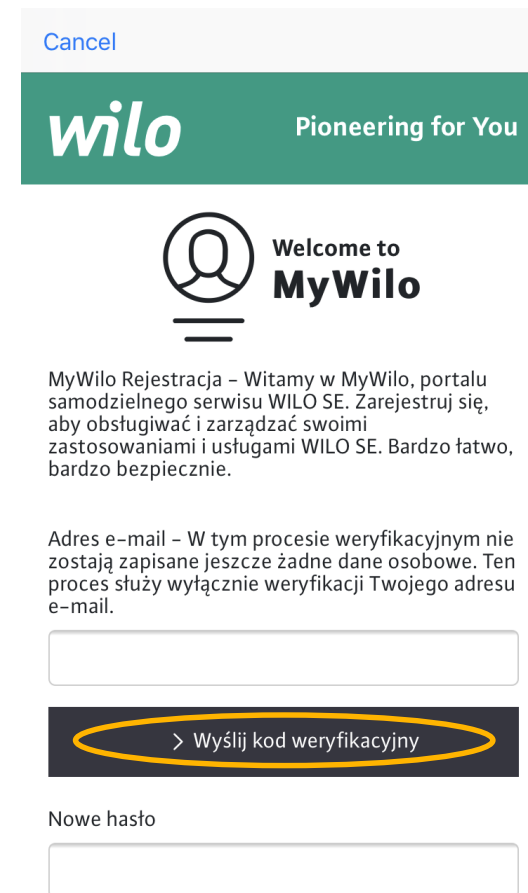 Cancel
wilo
Pioneering for You
Welcome to
MyWilo
MyWilo Rejestracja – Witamy w MyWilo, portalu
samodzielnego serwisu WILO SE. Zarejestruj się,
aby obsługiwać i zarządzać swoimi
zastosowaniami i usługami WILO SE. Bardzo łatwo,
bardzo bezpiecznie.
Adres e–mail – W tym procesie weryfikacyjnym nie
zostają zapisane jeszcze żadne dane osobowe. Ten
proces służy wyłącznie weryfikacji Twojego adresu
e–mail.
> Wyślij kod weryfikacyjny
Nowe hasło